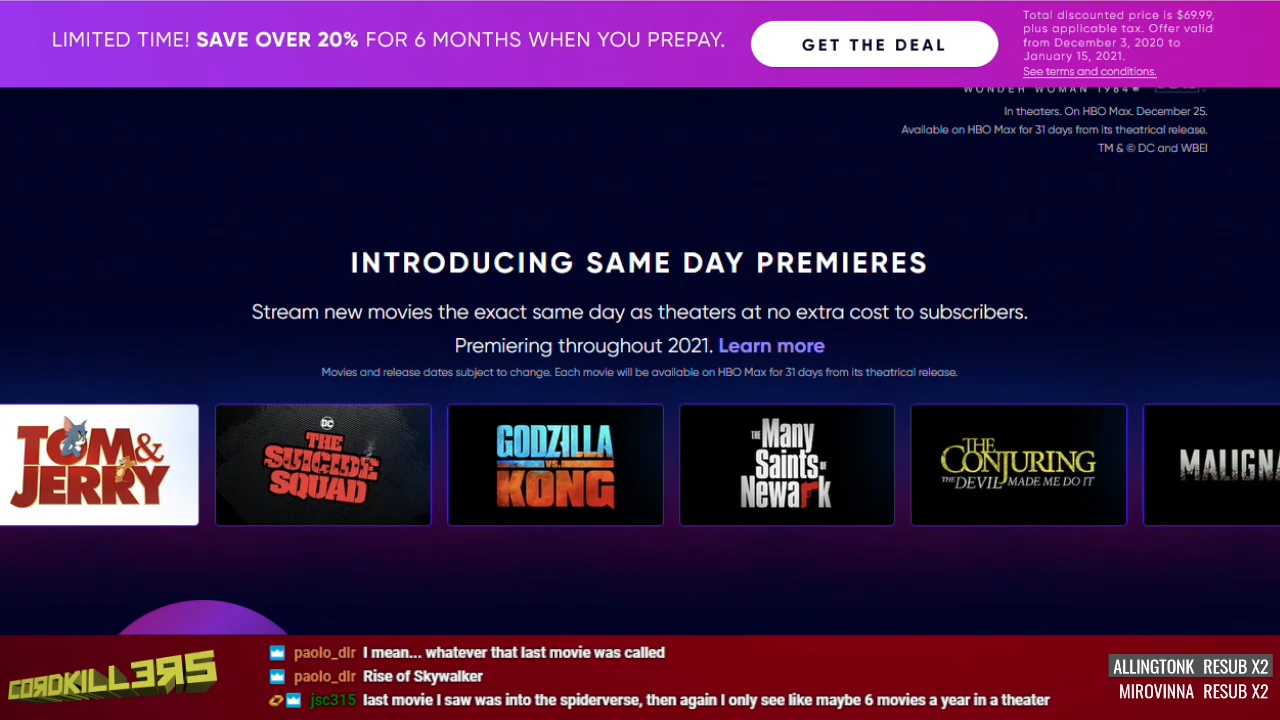 LIMITED TIME! SAVE OVER 20% FOR 6 MONTHS WHEN YOU PREPAY.
GET THE DEAL
Total discounted price is $69.99,
plus applicable tax. Offer valid
from December 3, 2020 to
January 15, 2021.
See terms and conditions.
WONDER WOMAN 1984
In theaters. On HBO Max. December 25.
Available on HBO Max for 31 days from its theatrical release.
TM & © DC and WBEI
INTRODUCING SAME DAY PREMIERES
Stream new movies the exact same day as theaters at no extra cost to subscribers.
Premiering throughout 2021. Learn more
Movies and release dates subject to change. Each movie will be available on HBO Max for 31 days from its theatrical release.
TOM &
JERRY
DC
THE
SUICIDE
SQUAD
GODZILLA
VS.
KONG
THE Many
Saints OF
Newark
THE
CONJURING
THE DEVIL MADE ME DO IT
MALIGNA
CORDKILLERS
paolo_dlr I mean... whatever that last movie was called
paolo_dlr Rise of Skywalker
jsc315 last movie I saw was into the spiderverse, then again I only see like maybe 6 movies a year in a theater
ALLINGTONK RESUB X2
MIROVINNA RESUB X2